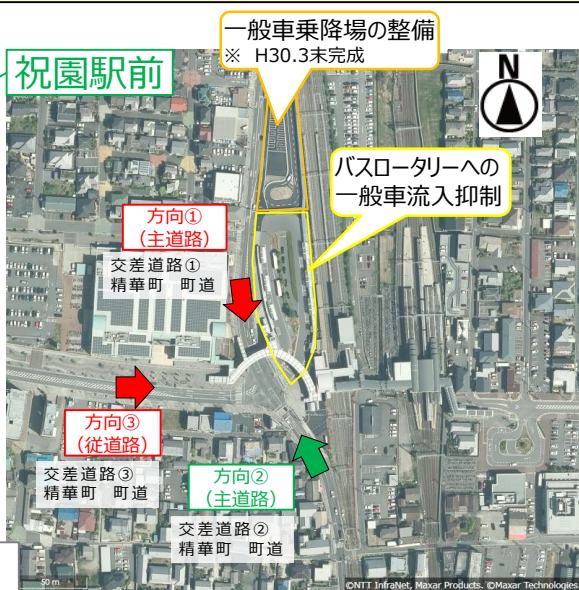 一般車乗降場の整備
※ H30.3末完成
祝園駅前
N
バスロータリーへの
一般車流入抑制
方向①
（主道路）
交差道路①
精華町　町道
方向③
（従道路）
交差道路③
精華町　町道
方向②
（主道路）
交差道路②
精華町　町道
50 m
©NTT InfraNet, Maxar Products. ©Maxar Technologies